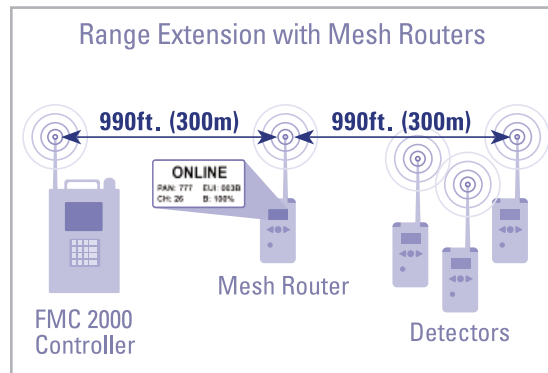 Range Extension with Mesh Routers
990ft. (300m)
990ft. (300m)
ONLINE
PAN: 777 EUI: 003B
CH: 26 B: 100%
Mesh Router
FMC 2000
Controller
Detectors